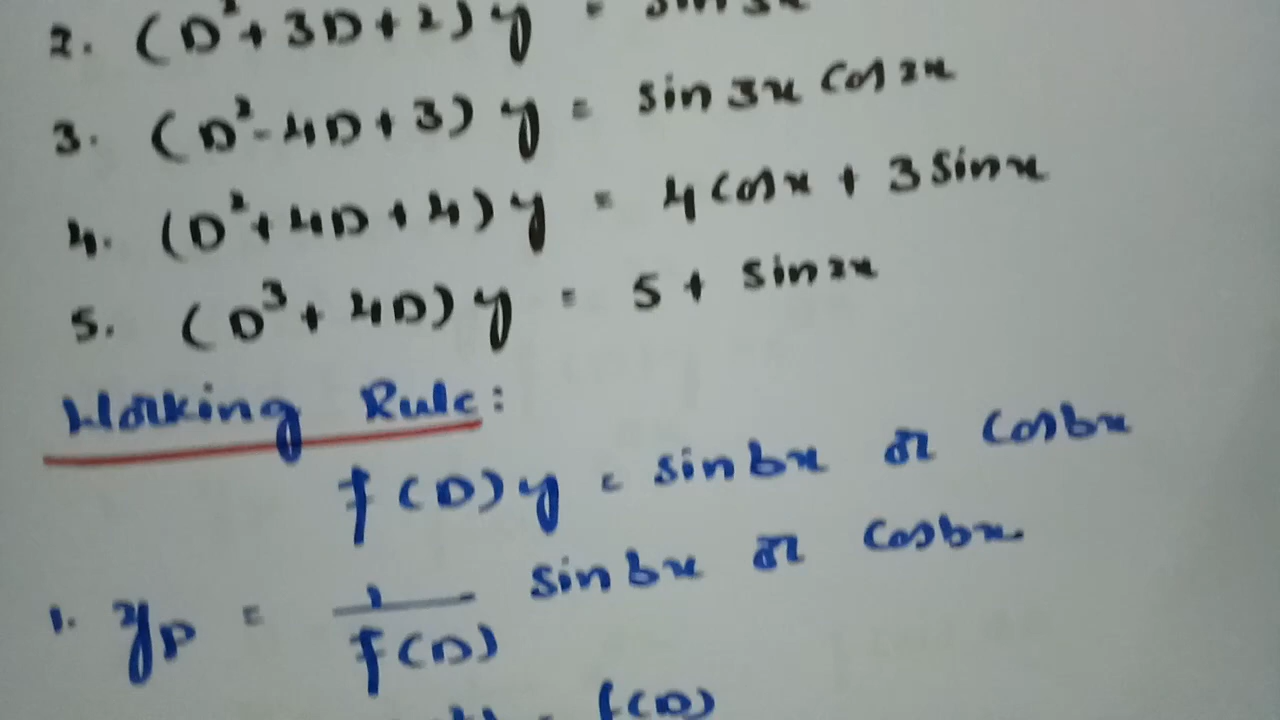 2. (D²+3D+2)y = sin3x
3. (D²-4D+3)y = sin3x cos2x
4. (D²+4D+4)y = 4cosx + 3sinx
5. (D³+4D)y = 5 + sin2x
Working Rule:
f(D)y = sinbx or cosbx
1. yp = 1/f(D) sinbx or cosbx.
f(D)